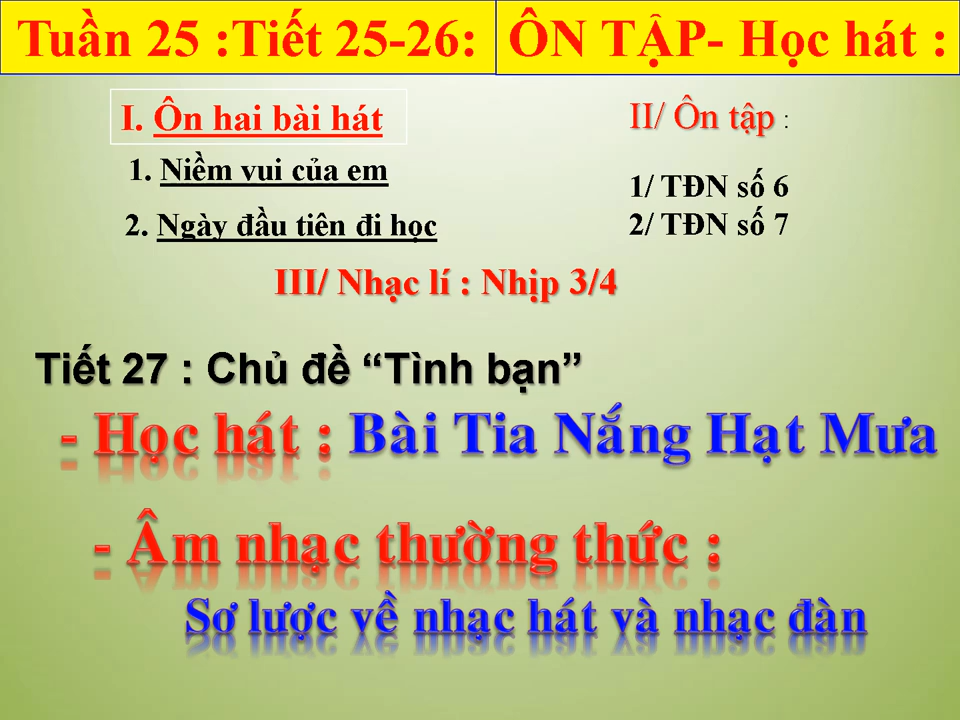 Tuần 25 :Tiết 25-26: ÔN TẬP- Học hát :
I. Ôn hai bài hát
1. Niềm vui của em
2. Ngày đầu tiên đi học
II/ Ôn tập :
1/ TĐN số 6
2/ TĐN số 7
III/ Nhạc lí : Nhịp 3/4
Tiết 27 : Chủ đề “Tình bạn”
- Học hát : Bài Tia Nắng Hạt Mưa
- Âm nhạc thường thức :
Sơ lược về nhạc hát và nhạc đàn